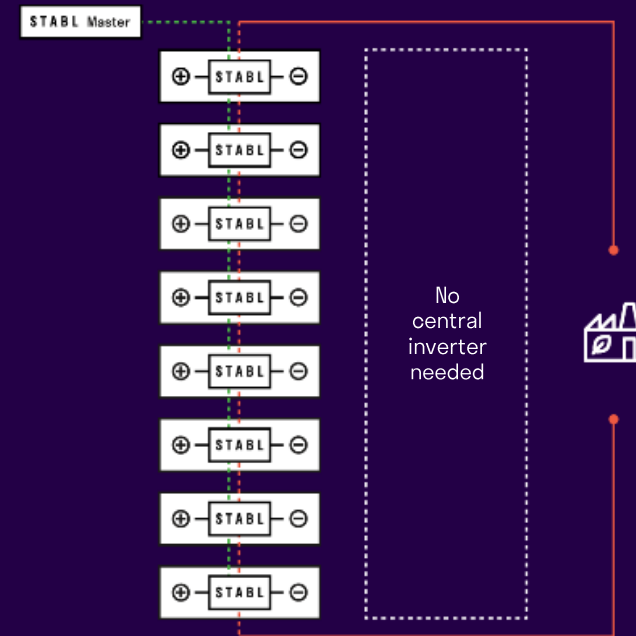 STABL Master
STABL
STABL
STABL
STABL
No
central
inverter
needed
STABL
STABL
STABL
STABL